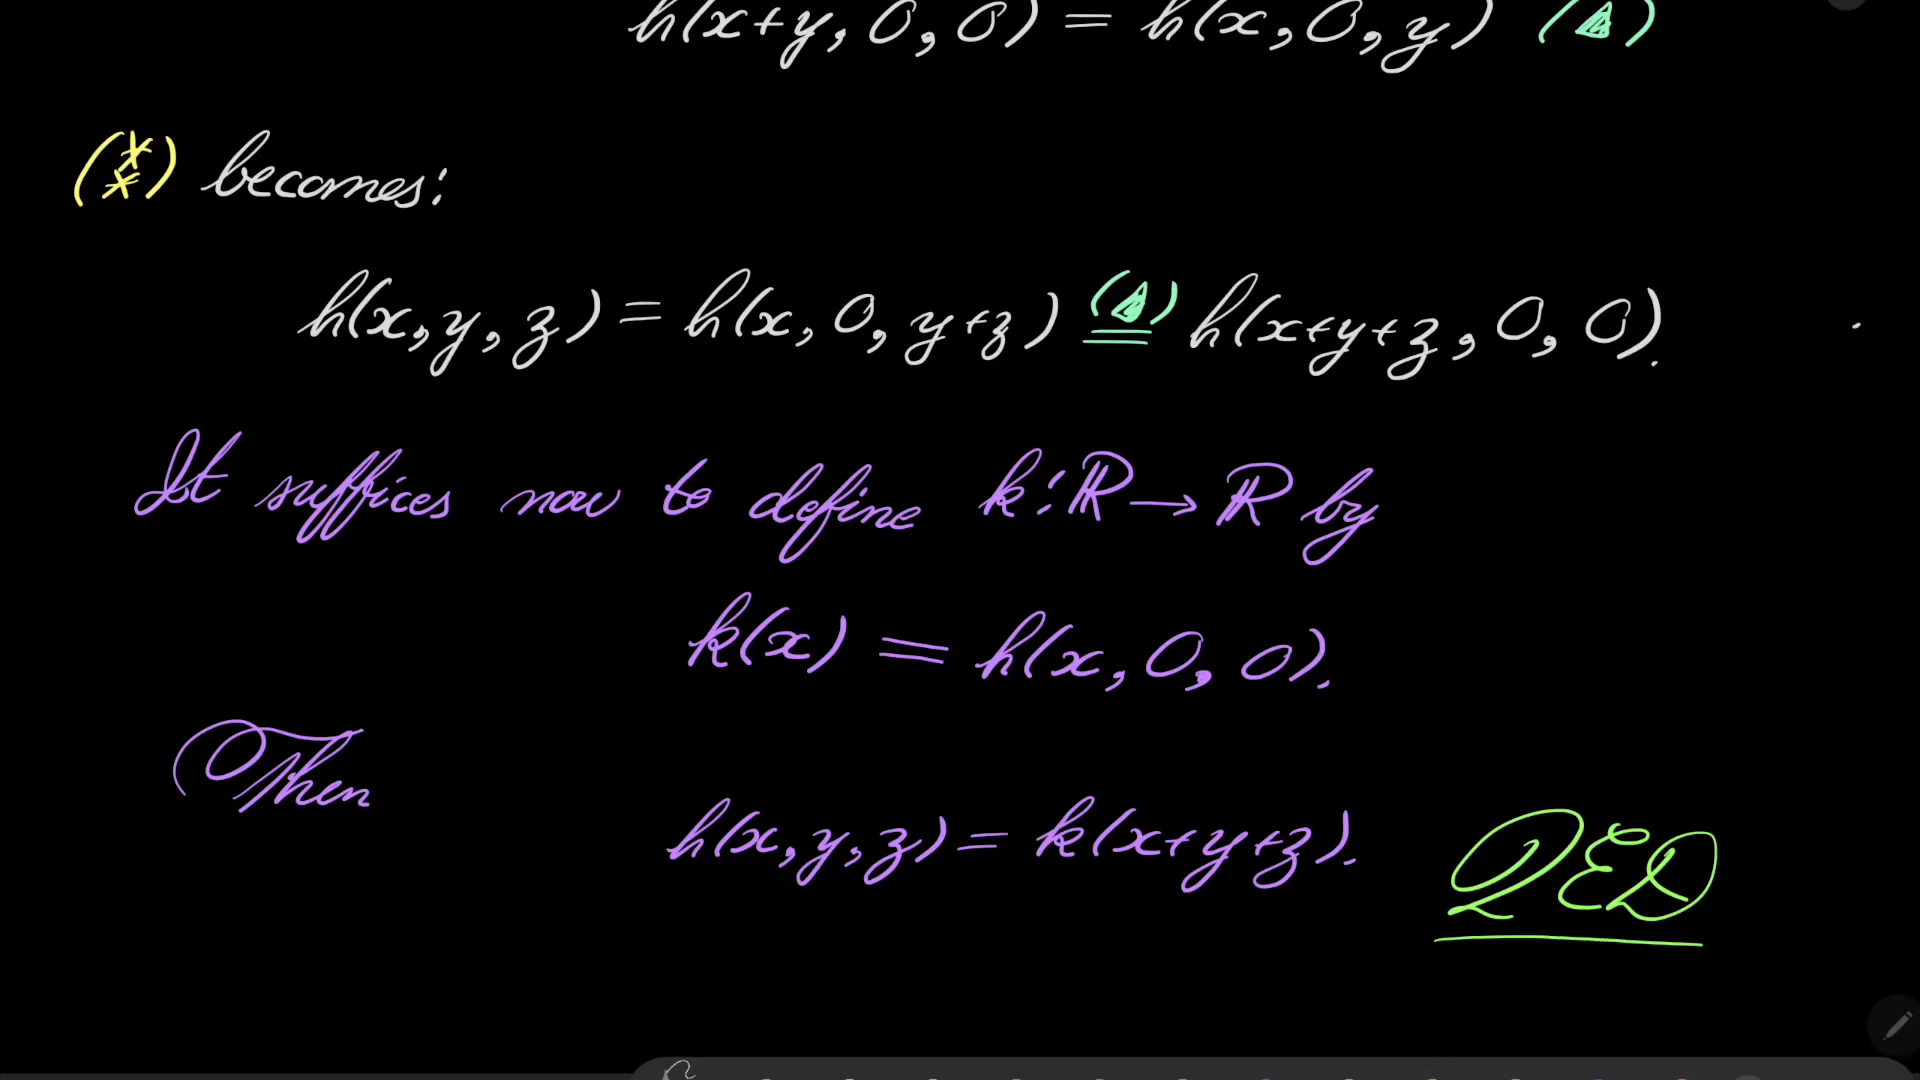 h(x+y, 0, 0) = h(x, 0, y) (Δ)
(**) becomes:
h(x, y, z) = h(x, 0, y+z) (Δ)= h(x+y+z, 0, 0).
It suffices now to define k: ℝ → ℝ by
k(x) = h(x, 0, 0).
Then
h(x, y, z) = k(x+y+z).
QED